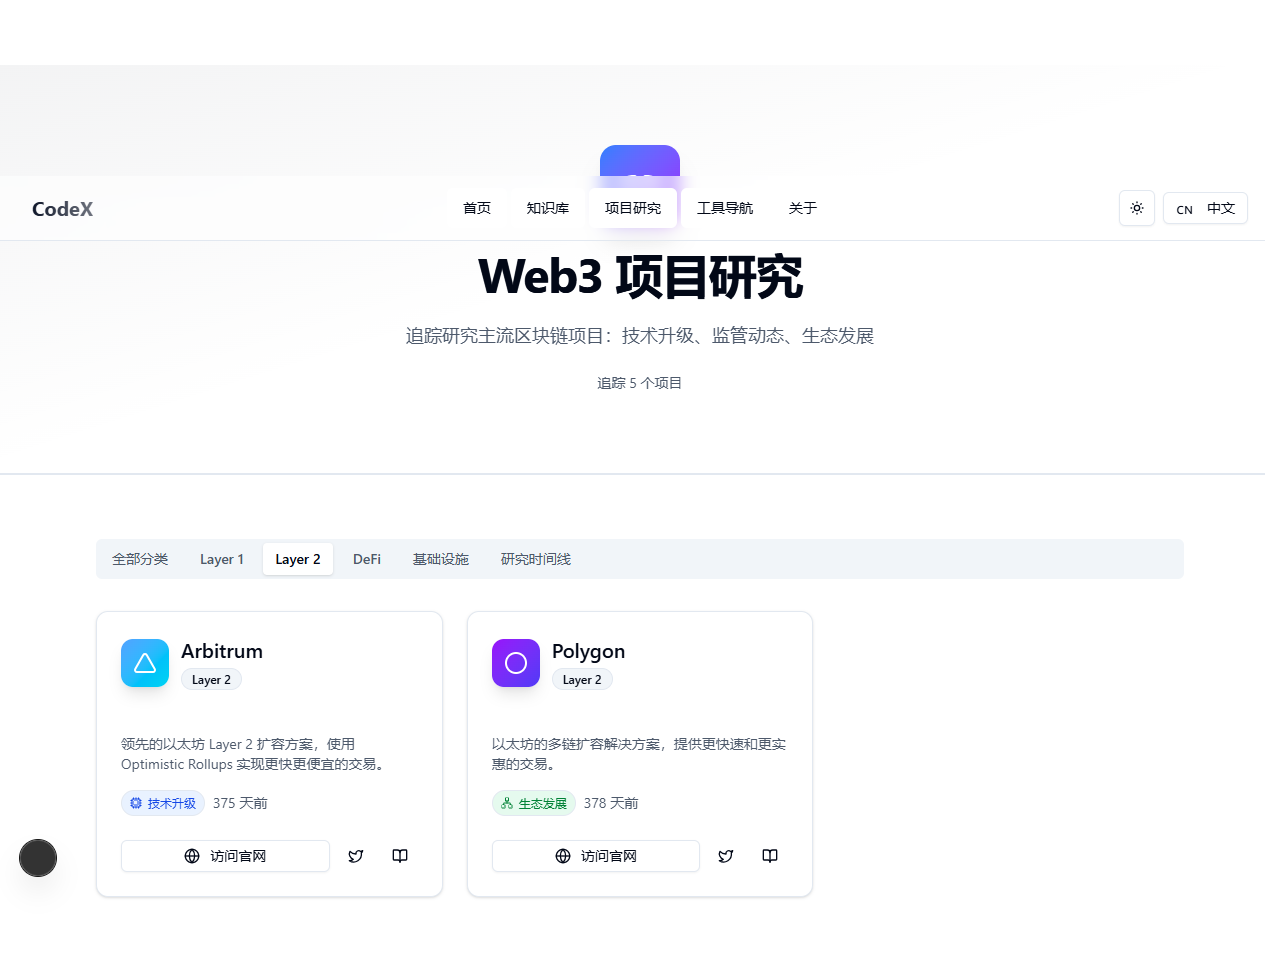 CodeX
首页
知识库
项目研究
工具导航
关于
CN 中文
Web3 项目研究
追踪研究主流区块链项目：技术升级、监管动态、生态发展
追踪 5 个项目
全部分类
Layer 1
Layer 2
DeFi
基础设施
研究时间线
Arbitrum
Layer 2
领先的以太坊 Layer 2 扩容方案，使用
Optimistic Rollups 实现更快更便宜的交易。
技术升级 375 天前
访问官网
Polygon
Layer 2
以太坊的多链扩容解决方案，提供更快速和更实
惠的交易。
生态发展 378 天前
访问官网